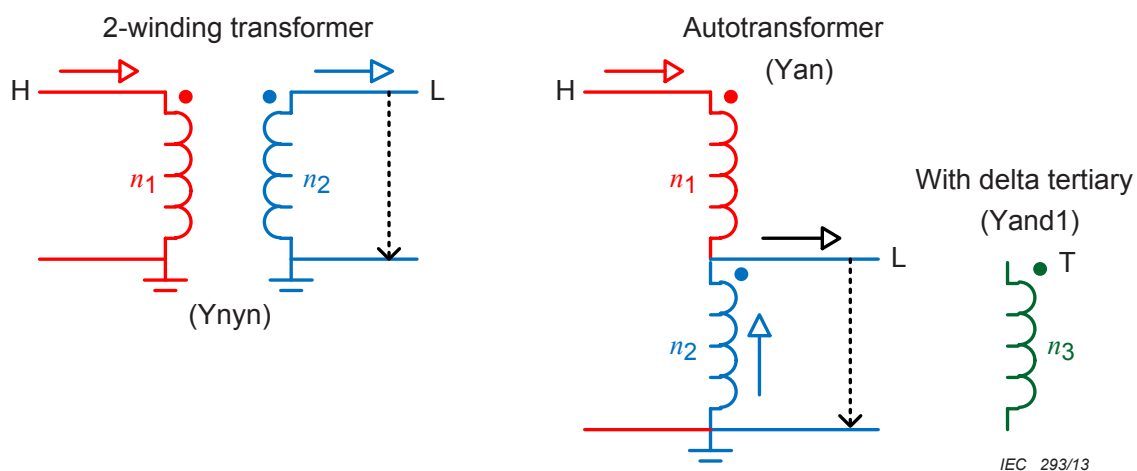 2-winding transformer
H
L
n1
n2
(Ynyn)
Autotransformer
(Yan)
H
n1
L
n2
With delta tertiary
(Yand1)
T
n3
IEC 293/13